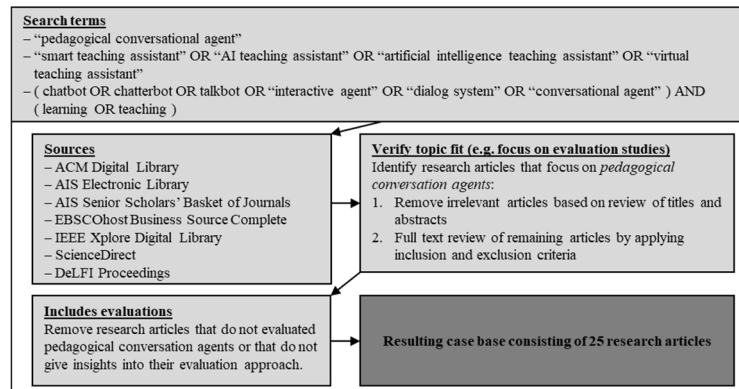 Search terms
– “pedagogical conversational agent”
– “smart teaching assistant” OR “AI teaching assistant” OR “artificial intelligence teaching assistant” OR “virtual
teaching assistant”
– ( chatbot OR chatterbot OR talkbot OR “interactive agent” OR “dialog system” OR “conversational agent” ) AND
( learning OR teaching )
Sources
– ACM Digital Library
– AIS Electronic Library
– AIS Senior Scholars’ Basket of Journals
– EBSCOhost Business Source Complete
– IEEE Xplore Digital Library
– ScienceDirect
– DeLFI Proceedings
Verify topic fit (e.g. focus on evaluation studies)
Identify research articles that focus on pedagogical
conversation agents:
1. Remove irrelevant articles based on review of titles and
abstracts
2. Full text review of remaining articles by applying
inclusion and exclusion criteria
Includes evaluations
Remove research articles that do not evaluated
pedagogical conversation agents or that do not
give insights into their evaluation approach.
Resulting case base consisting of 25 research articles